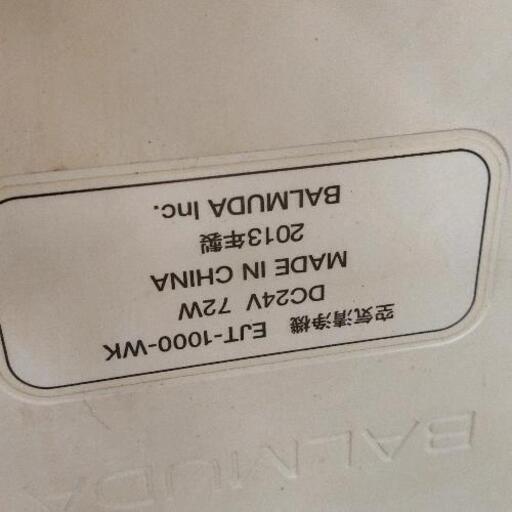 BALMUDA
空気清浄機 EJT-1000-WK
DC24V 72W
MADE IN CHINA
2013年製
BALMUDA Inc.